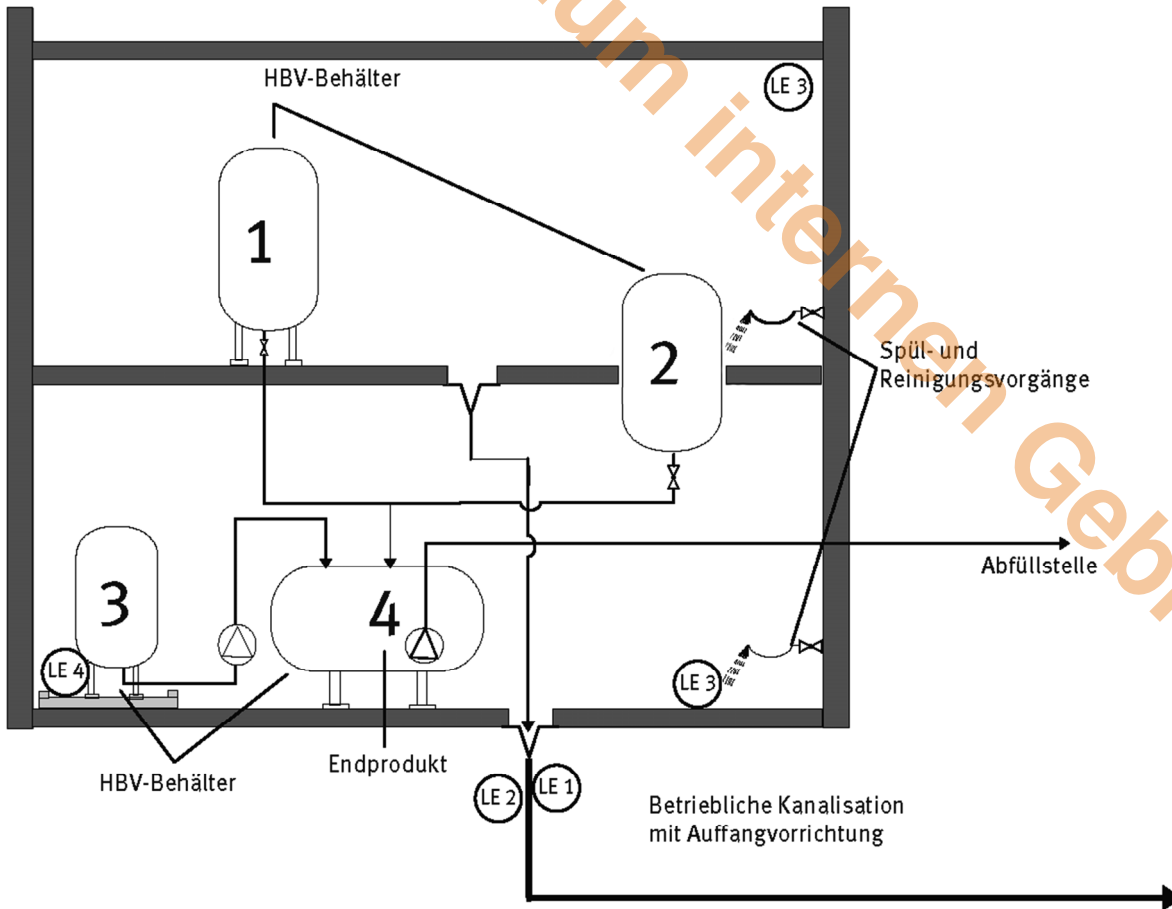 HBV-Behälter
LE 3
1
2
Spül- und
Reinigungsvorgänge
Abfüllstelle
3
4
LE 4
LE 3
HBV-Behälter
Endprodukt
LE 2
LE 1
Betriebliche Kanalisation
mit Auffangvorrichtung
um internen Geb